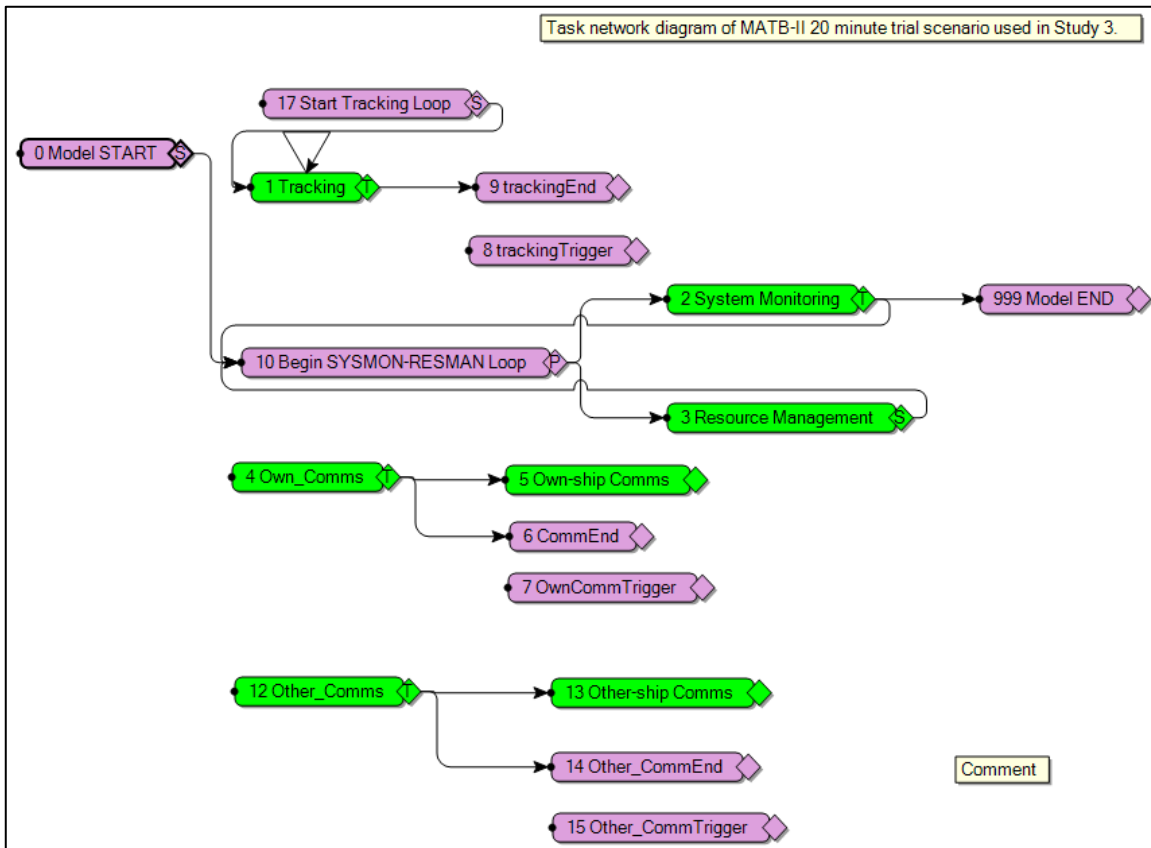 Task network diagram of MATB-II 20 minute trial scenario used in Study 3.
17 Start Tracking Loop S
0 Model START S
1 Tracking T
9 trackingEnd
8 trackingTrigger
2 System Monitoring T
999 Model END
10 Begin SYSMON-RESMAN Loop P
3 Resource Management S
4 Own_Comms T
5 Own-ship Comms
6 CommEnd
7 OwnCommTrigger
12 Other_Comms T
13 Other-ship Comms
14 Other_CommEnd
Comment
15 Other_CommTrigger